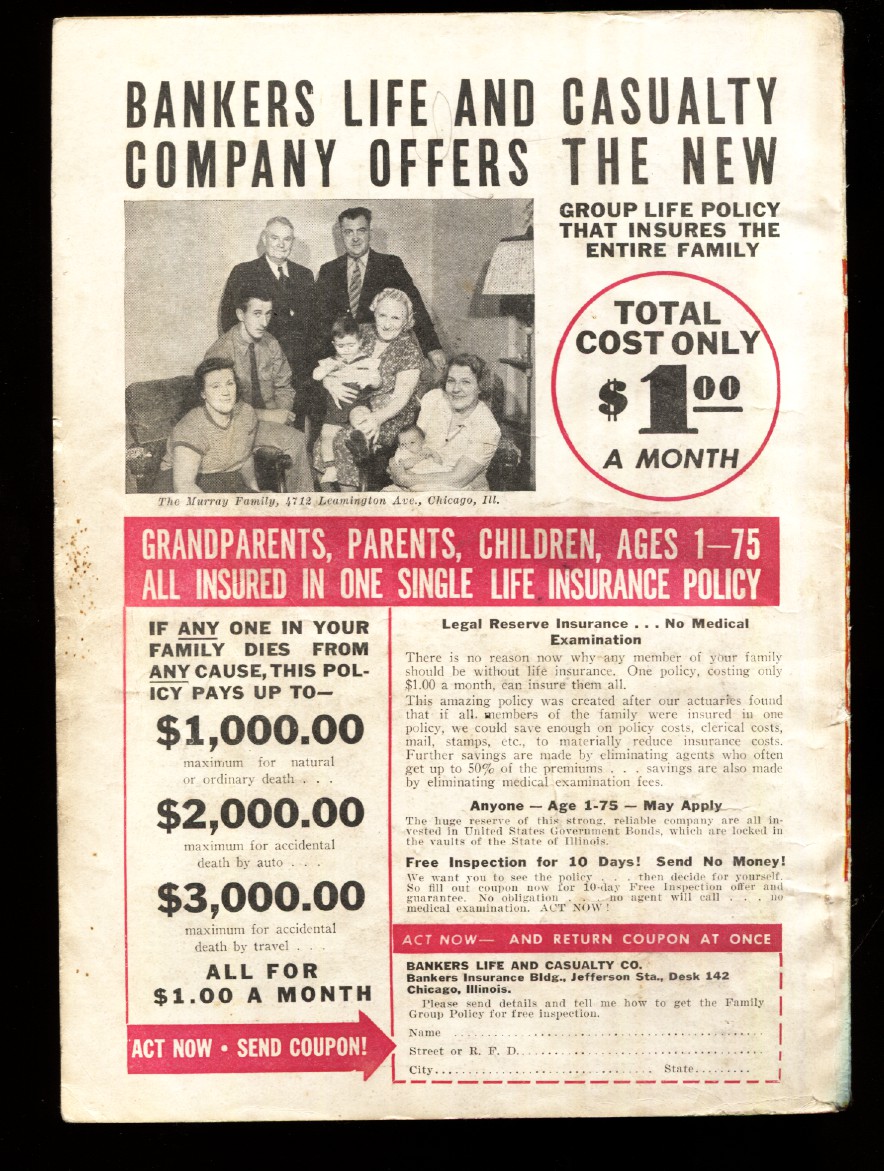 BANKERS LIFE AND CASUALTY
COMPANY OFFERS THE NEW
GROUP LIFE POLICY
THAT INSURES THE
ENTIRE FAMILY
TOTAL
COST ONLY
$1 00
A MONTH
The Murray Family, 4712 Leamington Ave., Chicago, Ill.
GRANDPARENTS, PARENTS, CHILDREN, AGES 1—75
ALL INSURED IN ONE SINGLE LIFE INSURANCE POLICY
IF ANY ONE IN YOUR
FAMILY DIES FROM
ANY CAUSE, THIS POL-
ICY PAYS UP TO—
$1,000.00
maximum for natural
or ordinary death . . .
$2,000.00
maximum for accidental
death by auto . . .
$3,000.00
maximum for accidental
death by travel . . .
ALL FOR
$1.00 A MONTH
ACT NOW • SEND COUPON!
Legal Reserve Insurance . . . No Medical
Examination
There is no reason now why any member of your family
should be without life insurance. One policy, costing only
$1.00 a month, can insure them all.
This amazing policy was created after our actuaries found
that if all. members of the family were insured in one
policy, we could save enough on policy costs, clerical costs,
mail, stamps, etc., to materially reduce insurance costs.
Further savings are made by eliminating agents who often
get up to 50% of the premiums . . . savings are also made
by eliminating medical examination fees.
Anyone — Age 1-75 — May Apply
The huge reserve of this strong, reliable company are all in-
vested in United States Government Bonds, which are locked in
the vaults of the State of Illinois.
Free Inspection for 10 Days! Send No Money!
We want you to see the policy . . . then decide for yourself.
So fill out coupon now for 10-day Free Inspection offer and
guarantee. No obligation . . . no agent will call . . . no
medical examination. ACT NOW!
ACT NOW— AND RETURN COUPON AT ONCE
BANKERS LIFE AND CASUALTY CO.
Bankers Insurance Bldg., Jefferson Sta., Desk 142
Chicago, Illinois.
Please send details and tell me how to get the Family
Group Policy for free inspection.
Name
Street or R. F. D.
City State